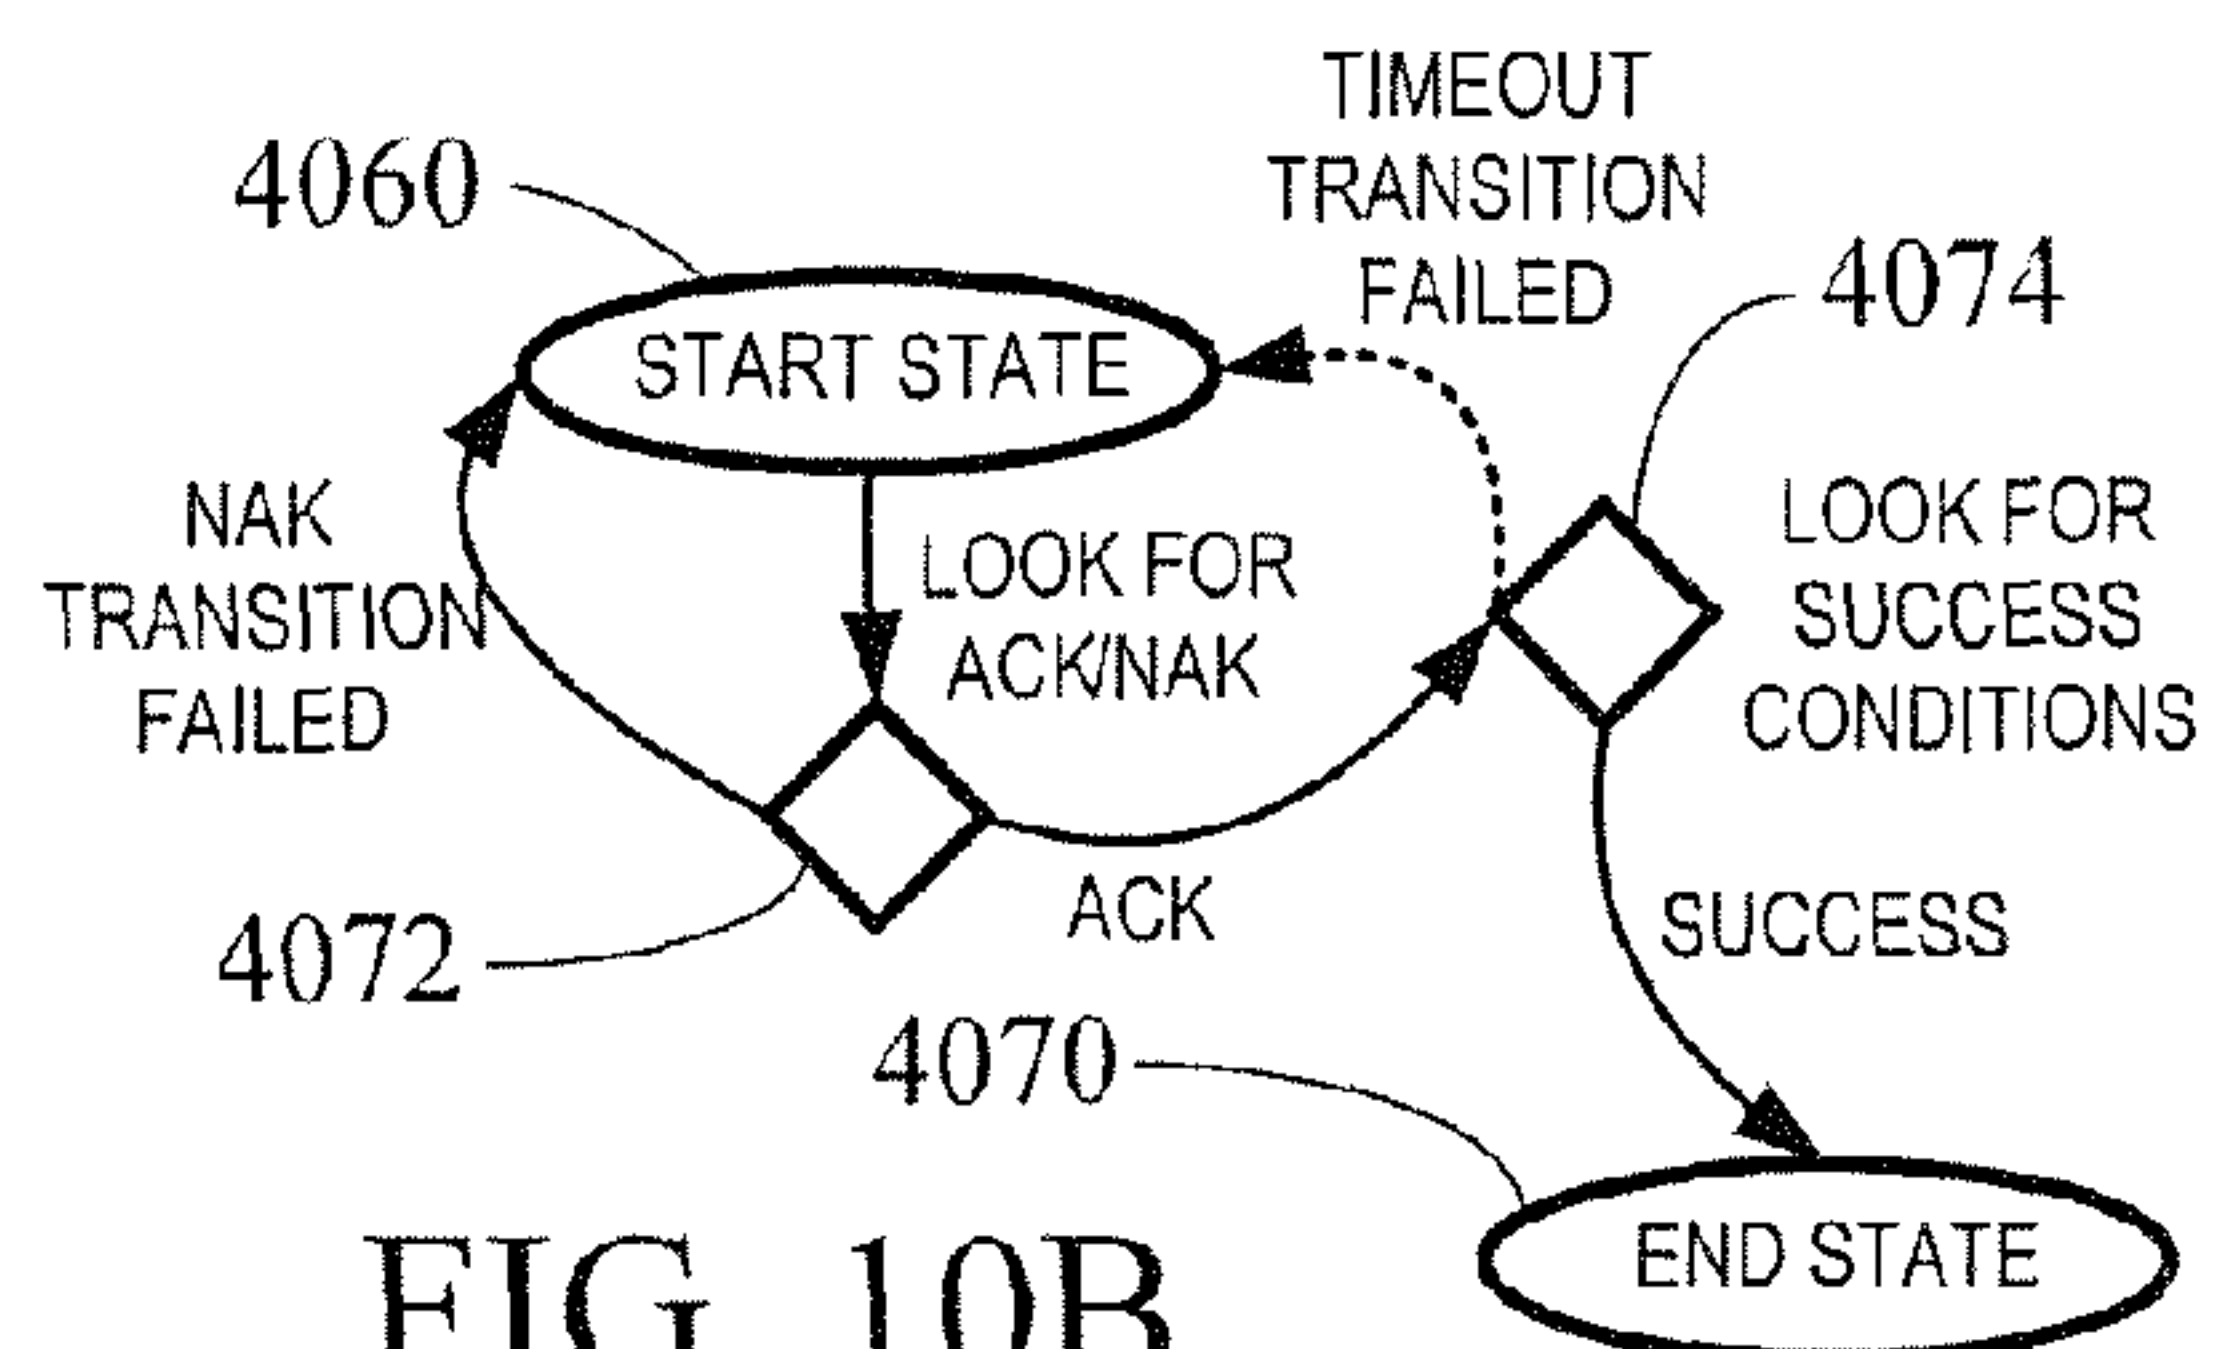 TIMEOUT
TRANSITION
FAILED
4060
4074
START STATE
NAK
TRANSITION
FAILED
LOOK FOR
ACK/NAK
LOOK FOR
SUCCESS
CONDITIONS
ACK
SUCCESS
4072
4070
END STATE
FIG. 10B